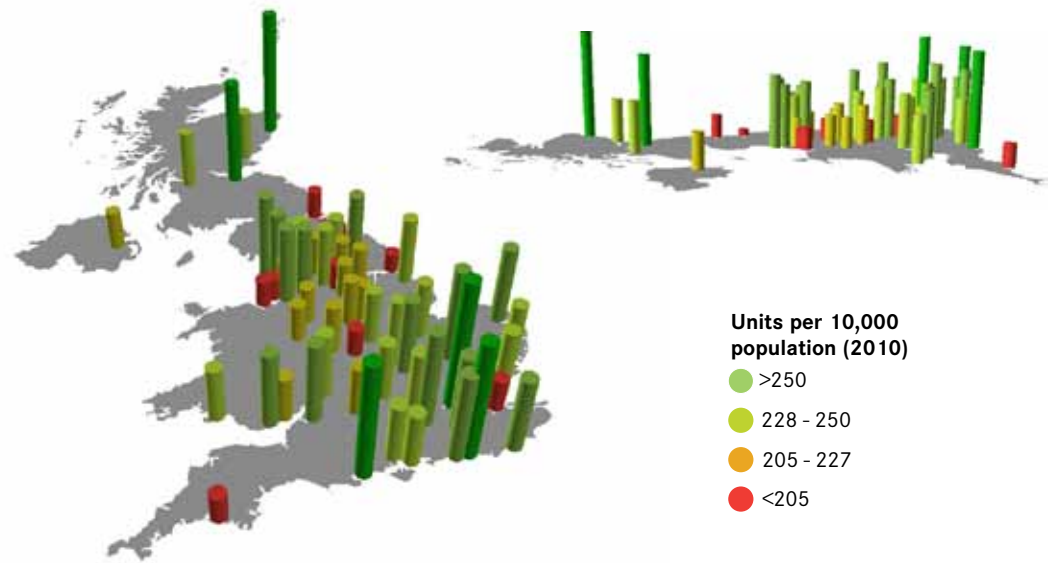 Units per 10,000
population (2010)
>250
228 - 250
205 - 227
<205